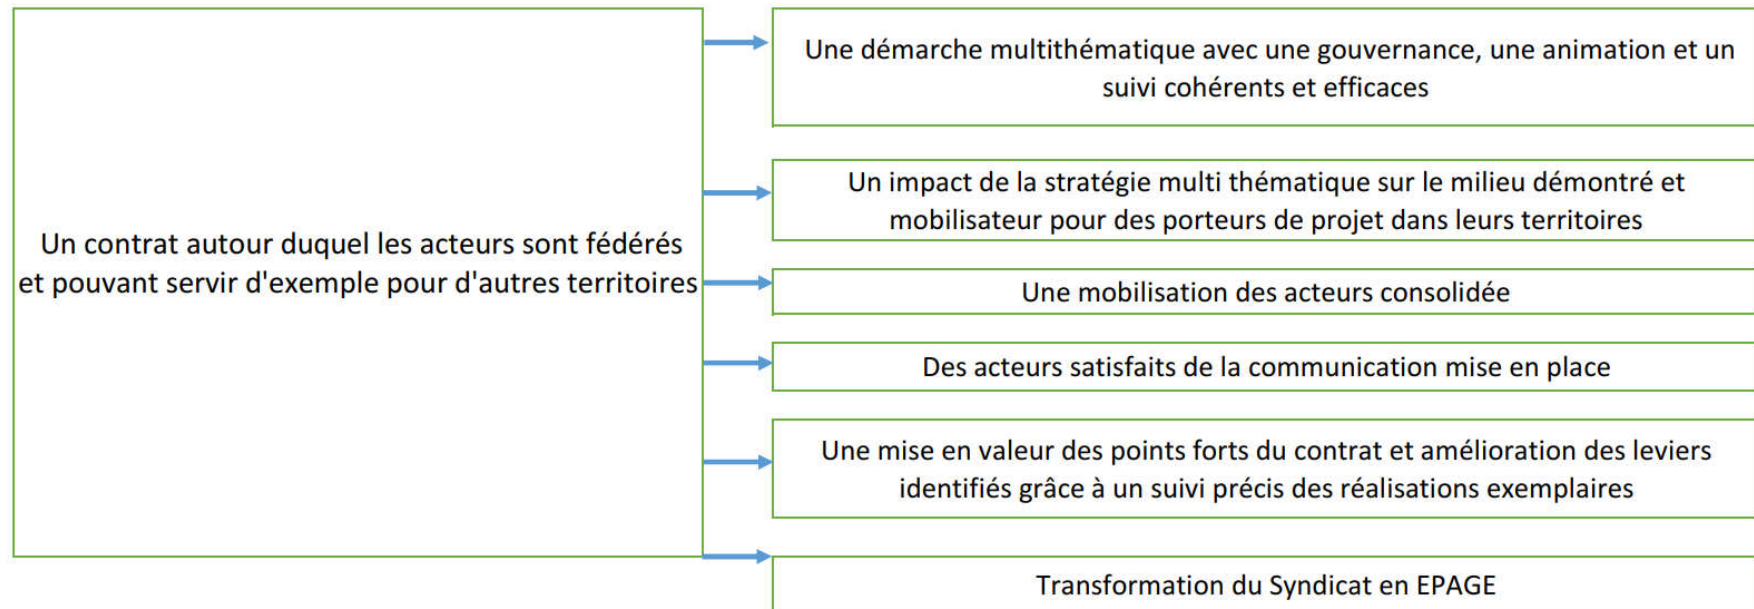 Un contrat autour duquel les acteurs sont fédérés
et pouvant servir d'exemple pour d'autres territoires
Une démarche multithématique avec une gouvernance, une animation et un
suivi cohérents et efficaces
Un impact de la stratégie multi thématique sur le milieu démontré et
mobilisateur pour des porteurs de projet dans leurs territoires
Une mobilisation des acteurs consolidée
Des acteurs satisfaits de la communication mise en place
Une mise en valeur des points forts du contrat et amélioration des leviers
identifiés grâce à un suivi précis des réalisations exemplaires
Transformation du Syndicat en EPAGE